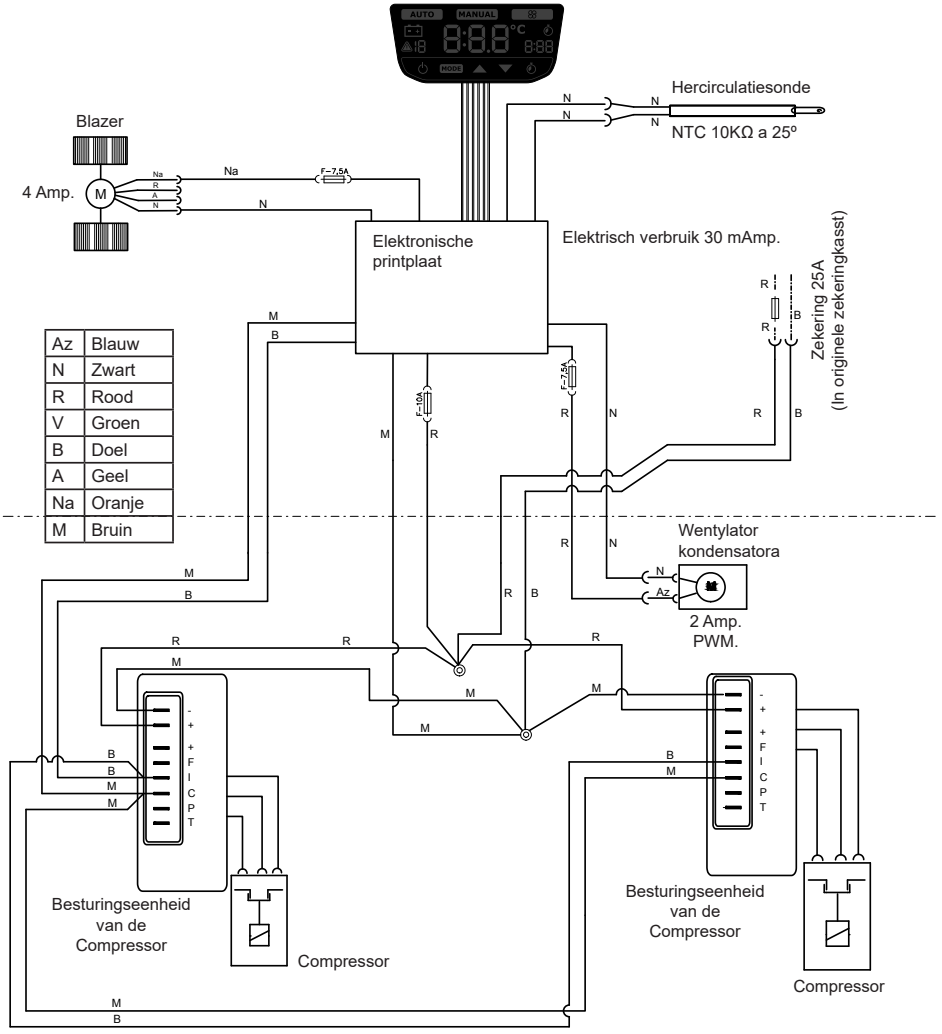 AUTO MANUAL
8:8.8 °C
18 8:88
MODE
Hercirculatiesonde
N N
N N
NTC 10KΩ a 25º
Blazer
4 Amp.
M
Na Na F-7,5A
R
A
N N
Elektronische
printplaat
Elektrisch verbruik 30 mAmp.
Zekering 25A
(In originele zekeringkasst)
R
B
R
M
B
F-10A
F-7,5A
M R
R N
R B
Az Blauw
N Zwart
R Rood
V Groen
B Doel
A Geel
Na Oranje
M Bruin
R N
Wentylator
kondensatora
N
Az
2 Amp.
PWM.
M
B
R B
R R R
M
M M
M
-
+
+
F
I
C
P
T
B
B
M
M
-
+
+
F
I
C
P
T
B
M
Besturingseenheid
van de
Compressor
Compressor
Besturingseenheid
van de
Compressor
Compressor
M
B